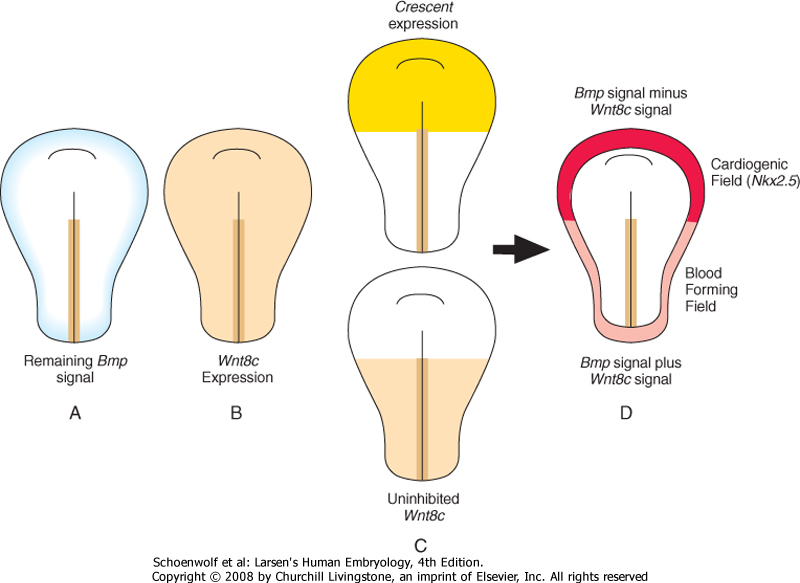 Crescent
expression
Bmp signal minus
Wnt8c signal
Cardiogenic
Field (Nkx2.5)
Blood
Forming
Field
Remaining Bmp
signal
Wnt8c
Expression
Bmp signal plus
Wnt8c signal
A
B
D
Uninhibited
Wnt8c
C
Schoenwolf et al: Larsen's Human Embryology, 4th Edition.
Copyright © 2008 by Churchill Livingstone, an imprint of Elsevier, Inc. All rights reserved